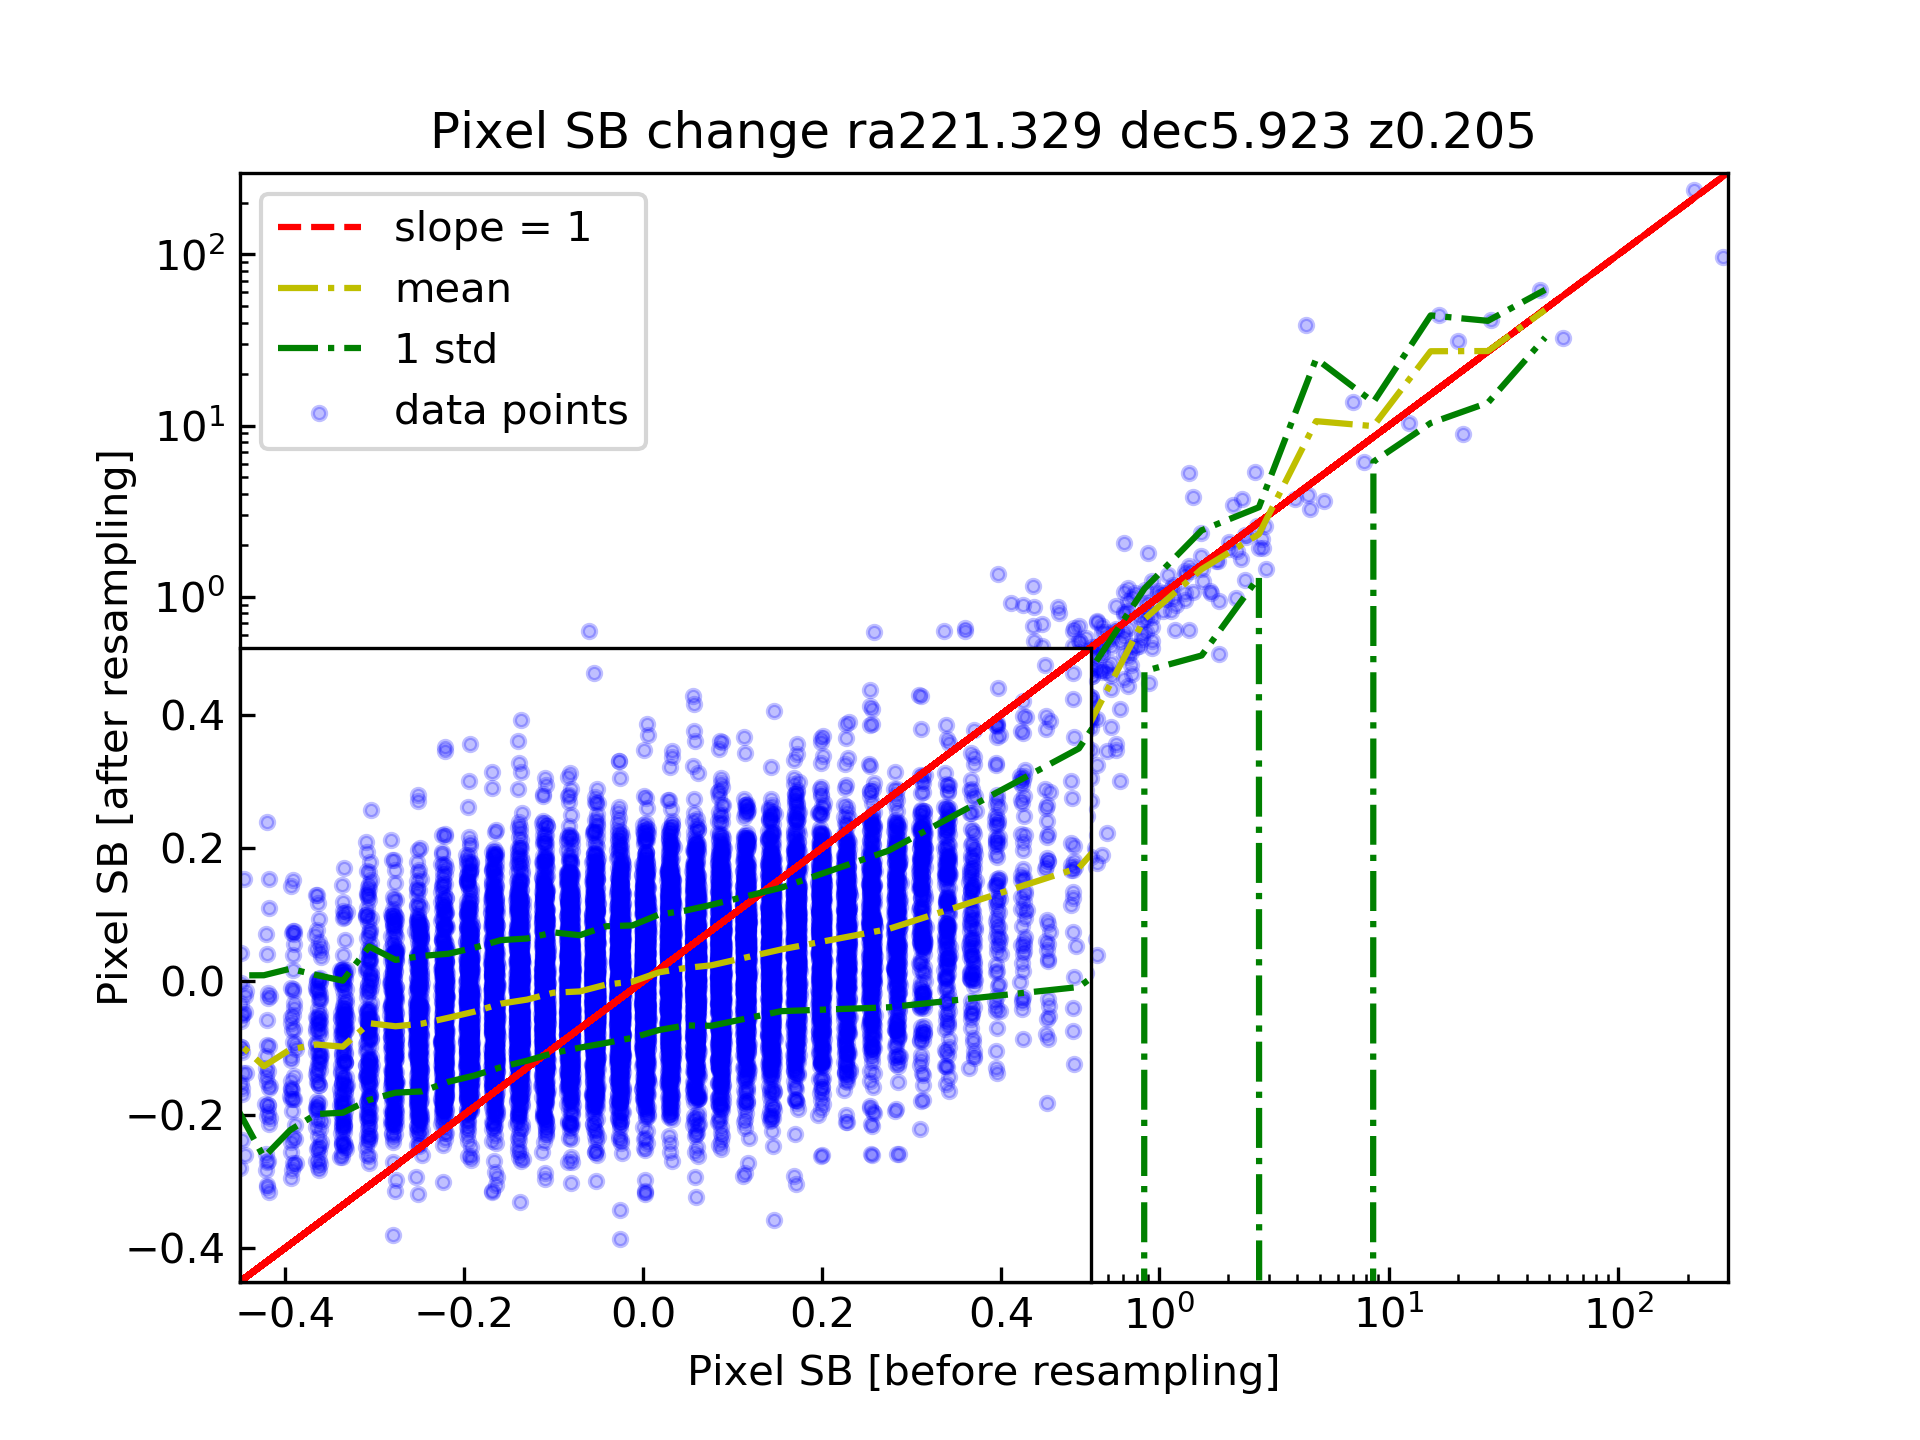 Pixel SB change ra221.329 dec5.923 z0.205
slope = 1
mean
1 std
data points
10²
10¹
10⁰
0.4
0.2
0.0
−0.2
−0.4
Pixel SB [after resampling]
−0.4 −0.2 0.0 0.2 0.4 10⁰ 10¹ 10²
Pixel SB [before resampling]